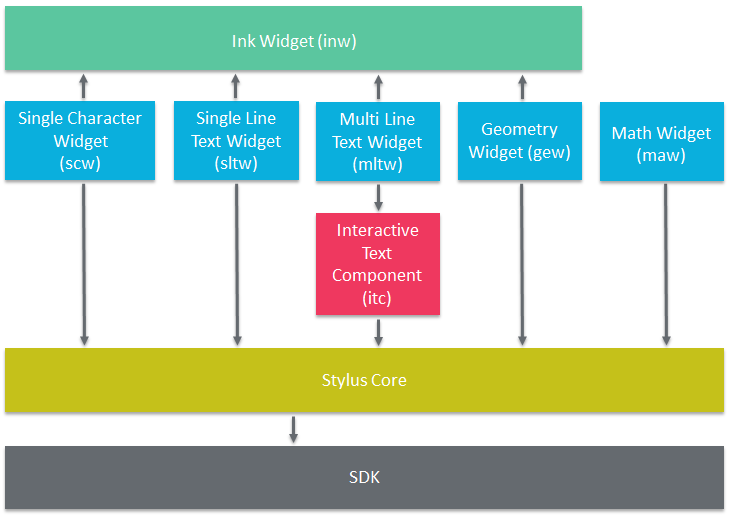 Ink Widget (inw)
Single Character
Widget
(scw)
Single Line
Text Widget
(sltw)
Multi Line
Text Widget
(mltw)
Geometry
Widget (gew)
Math Widget
(maw)
Interactive
Text
Component
(itc)
Stylus Core
SDK